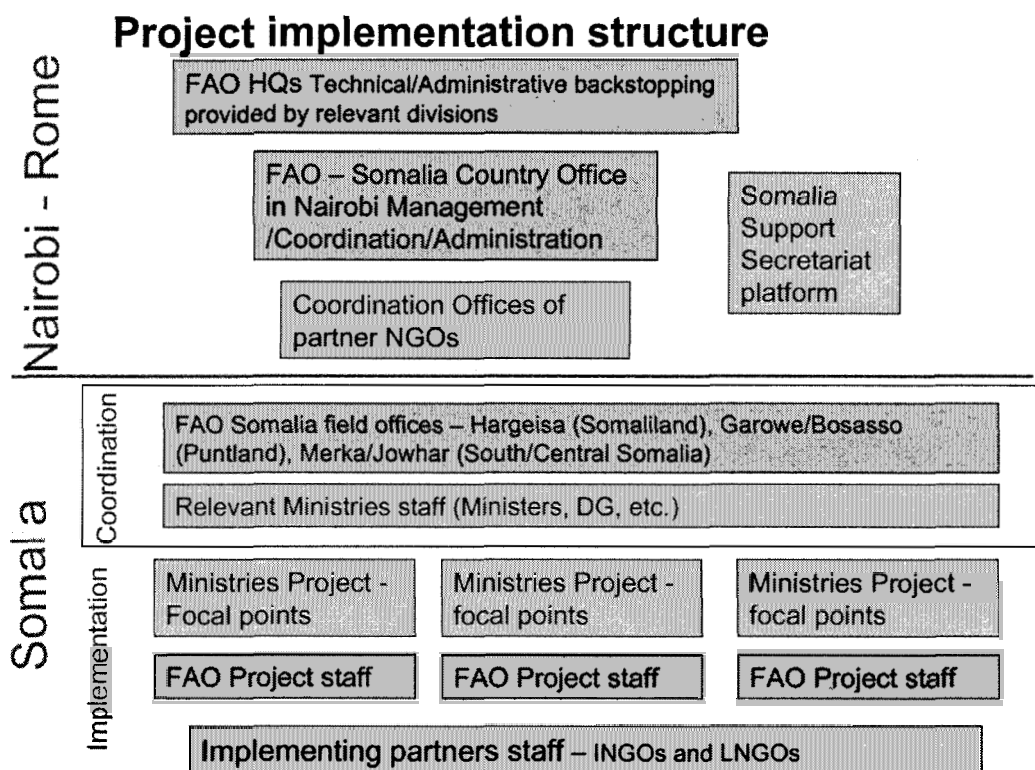 Project implementation structure
Nairobi - Rome
FAO HQs Technical/Administrative backstopping
provided by relevant divisions
FAO – Somalia Country Office
in Nairobi Management
/Coordination/Administration
Somalia
Support
Secretariat
platform
Coordination Offices of
partner NGOs
Somal a
Coordination
FAO Somalia field offices – Hargeisa (Somaliland), Garowe/Bosasso
(Puntland), Merka/Jowhar (South/Central Somalia)
Relevant Ministries staff (Ministers, DG, etc.)
Implementation
Ministries Project -
Focal points
Ministries Project -
focal points
Ministries Project -
focal points
FAO Project staff
FAO Project staff
FAO Project staff
Implementing partners staff – INGOs and LNGOs